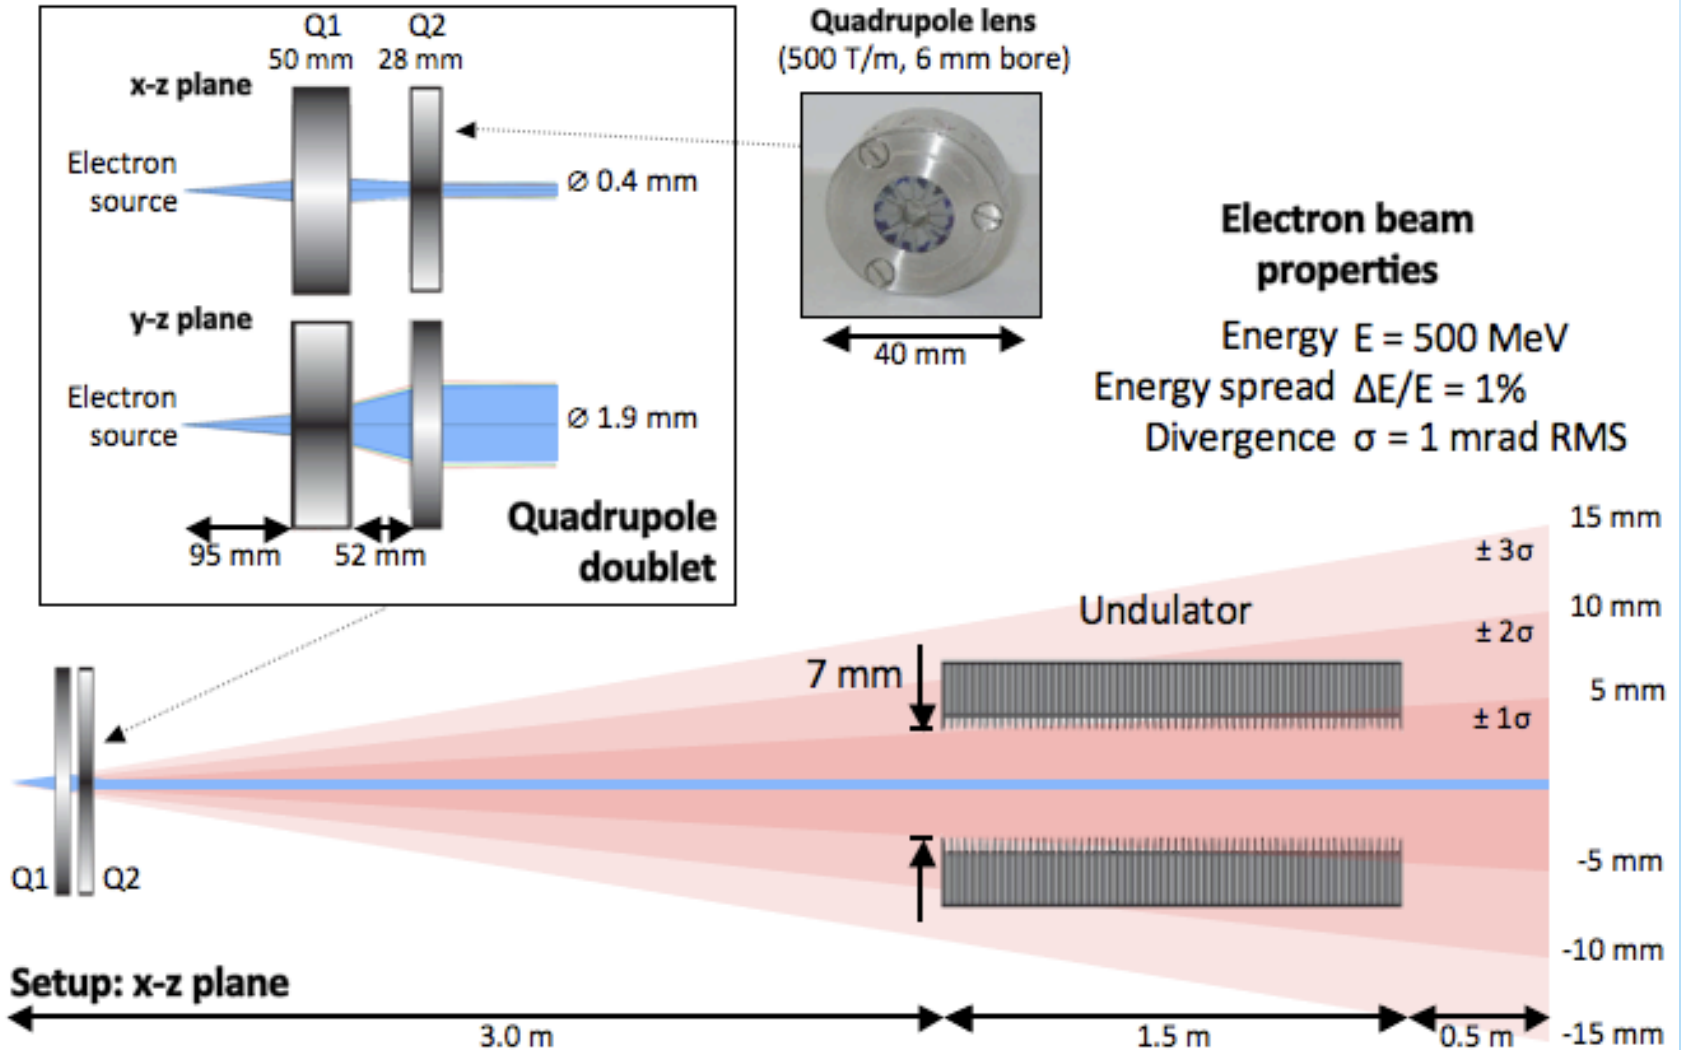 Q1
50 mm
Q2
28 mm
x-z plane
Electron
source
Ø 0.4 mm
y-z plane
Electron
source
Ø 1.9 mm
95 mm
52 mm
Quadrupole
doublet
Quadrupole lens
(500 T/m, 6 mm bore)
40 mm
Electron beam
properties
Energy E = 500 MeV
Energy spread ΔE/E = 1%
Divergence σ = 1 mrad RMS
15 mm
± 3σ
10 mm
± 2σ
5 mm
± 1σ
Undulator
7 mm
Q1
Q2
-5 mm
-10 mm
-15 mm
Setup: x-z plane
3.0 m
1.5 m
0.5 m